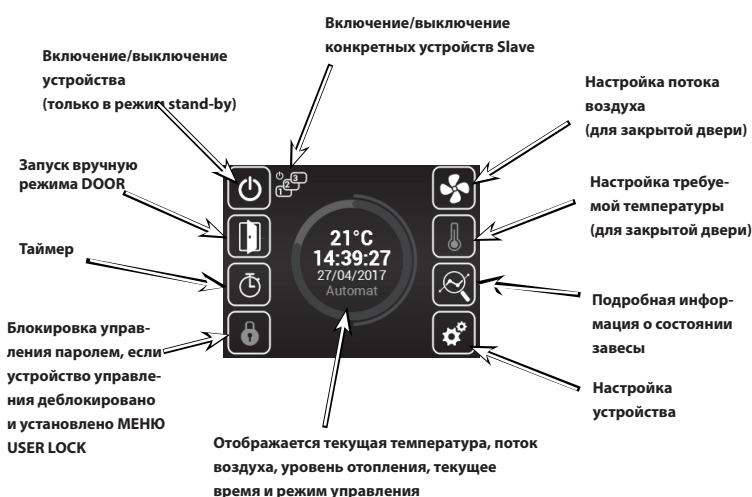 Включение/выключение
конкретных устройств Slave
Включение/выключение
устройства
(только в режим stand-by)
Настройка потока
воздуха
(для закрытой двери)
Запуск вручную
режима DOOR
Настройка требуе-
мой температуры
(для закрытой двери)
Таймер
1 2 3
21°C
14:39:27
27/04/2017
Automat
Подробная инфор-
мация о состоянии
завесы
Блокировка управ-
ления паролем, если
устройство управле-
ния деблокировано
и установлено МЕНЮ
USER LOCK
Настройка
устройства
Отображается текущая температура, поток
воздуха, уровень отопления, текущее
время и режим управления